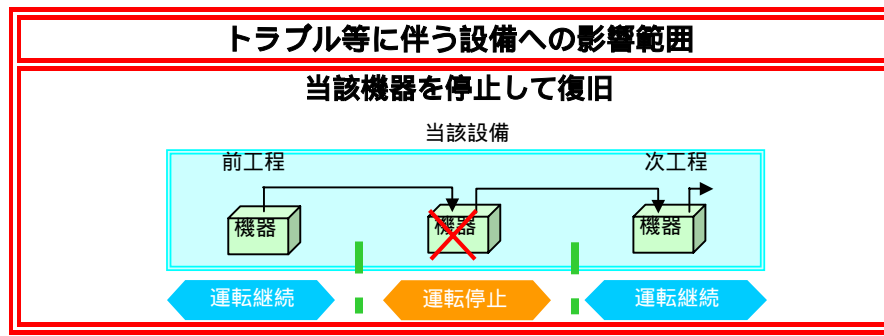 トラブル等に伴う設備への影響範囲
当該機器を停止して復旧
当該設備
前工程
次工程
機器
機器
機器
運転継続
運転停止
運転継続